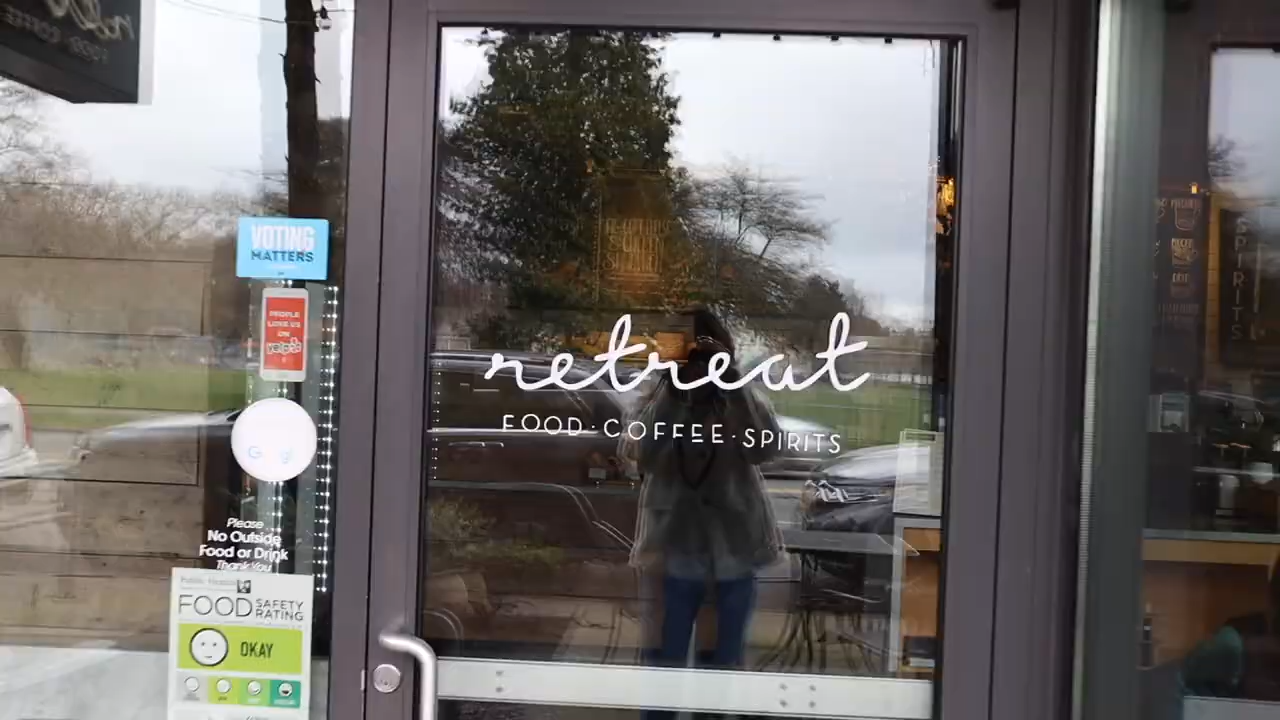 VOTING
MATTERS
PEOPLE
LOVE US
ON
yelp
retreat
FOOD·COFFEE·SPIRITS
Google
SPIRITS
Please
No Outside
Food or Drink
Thank You
Public Health
FOOD SAFETY
RATING
OKAY